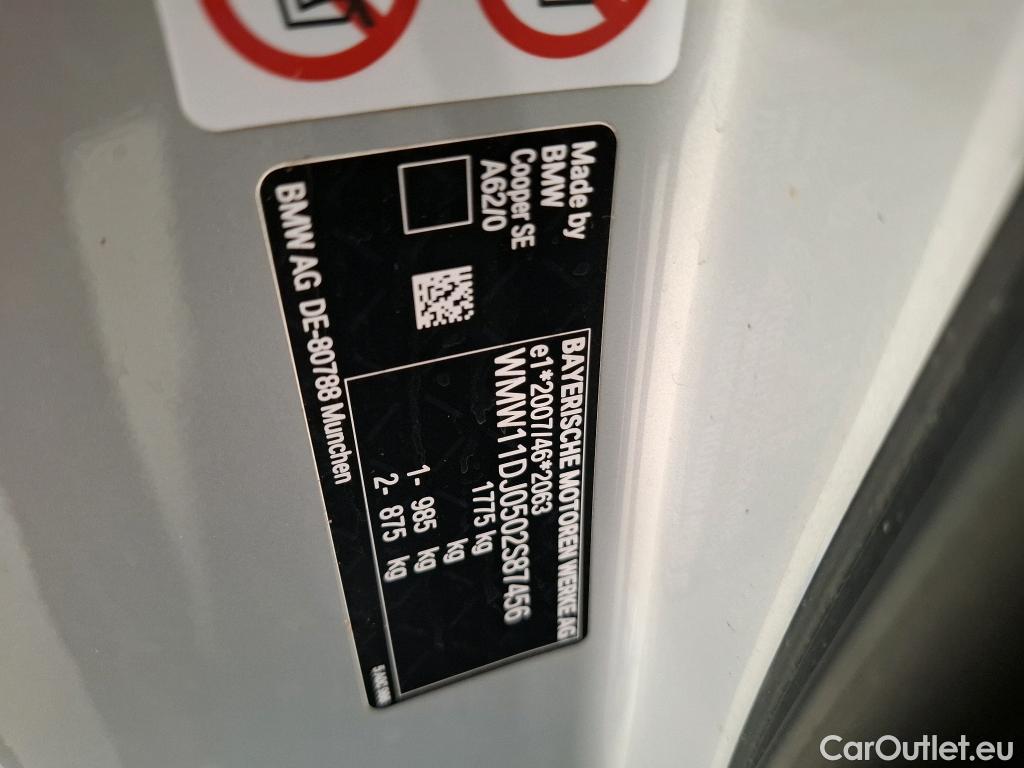 Made by
BMW
Cooper SE
A62/0
BAYERISCHE MOTOREN WERKE AG
e1*2007/46*2063
WMW11DJ0502S87456
1775 kg
kg
1- 985 kg
2- 875 kg
BMW AG DE-80788 Munchen
CarOutlet.eu